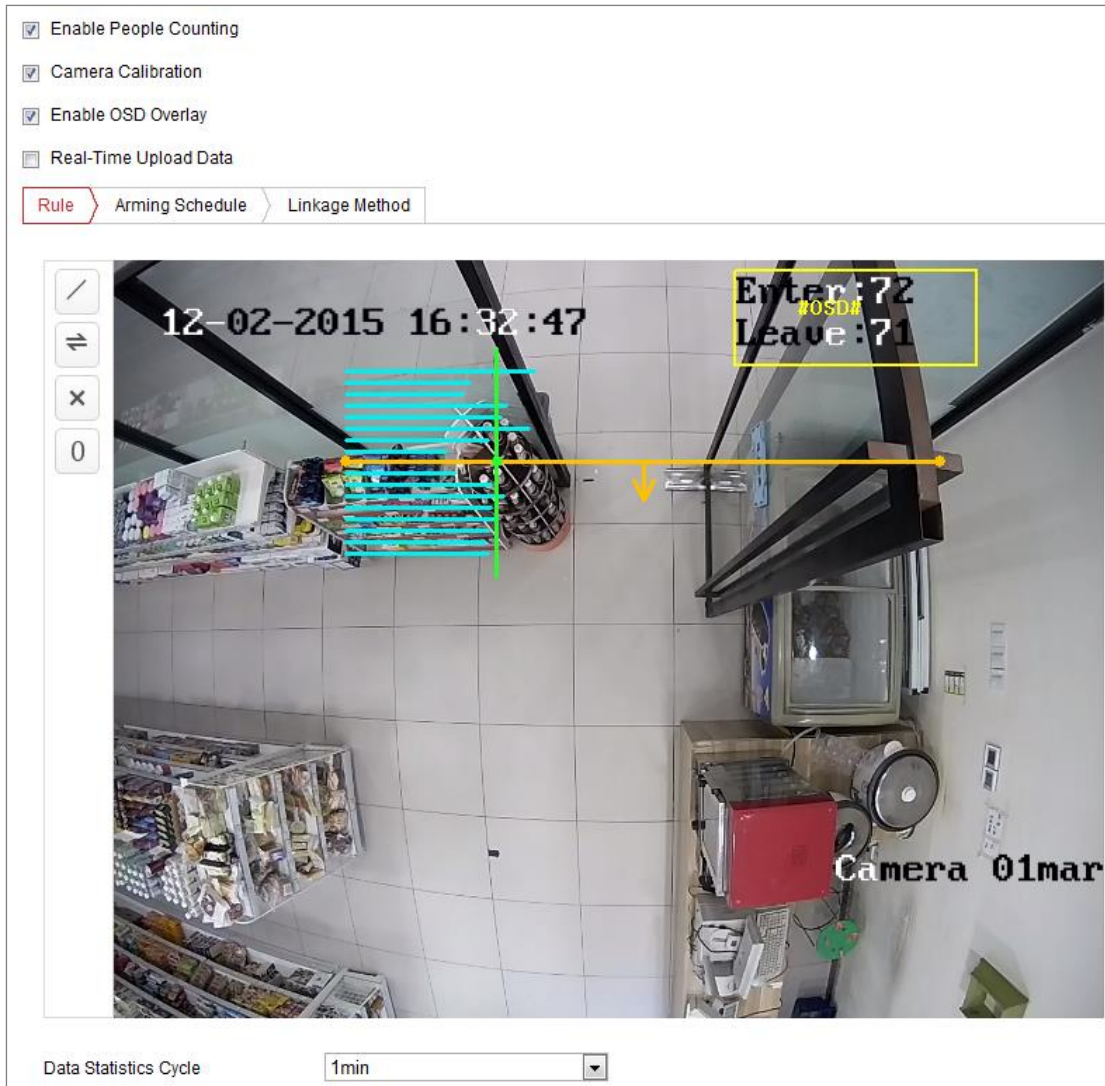 Enable People Counting
Camera Calibration
Enable OSD Overlay
Real-Time Upload Data
Rule
Arming Schedule
Linkage Method
0
12-02-2015 16:32:47
Enter:72
#OSD#
Leave:71
Camera 01mar
Data Statistics Cycle
1min